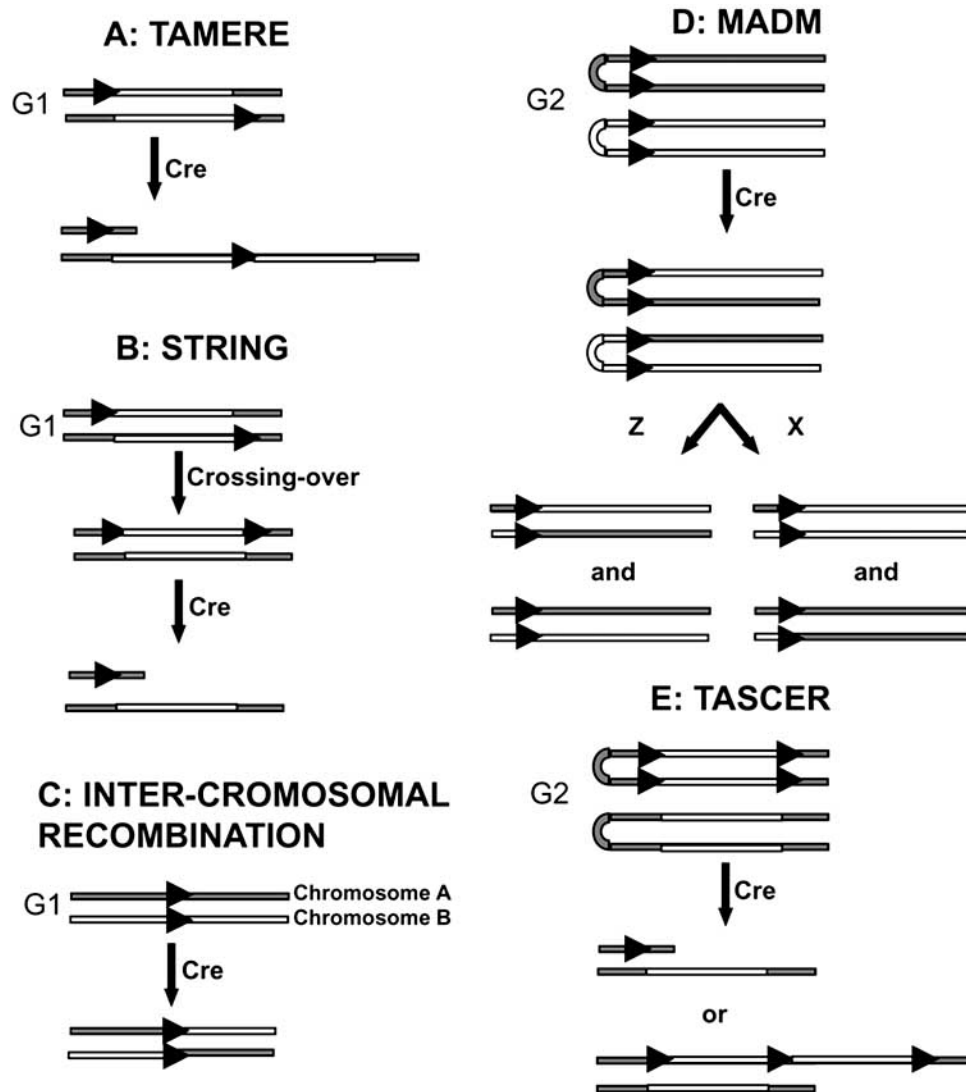 A: TAMERE
G1
Cre
B: STRING
G1
Crossing-over
Cre
C: INTER-CROMOSOMAL
RECOMBINATION
G1
Chromosome A
Chromosome B
Cre
D: MADM
G2
Cre
Z X
and and
E: TASCER
G2
Cre
or